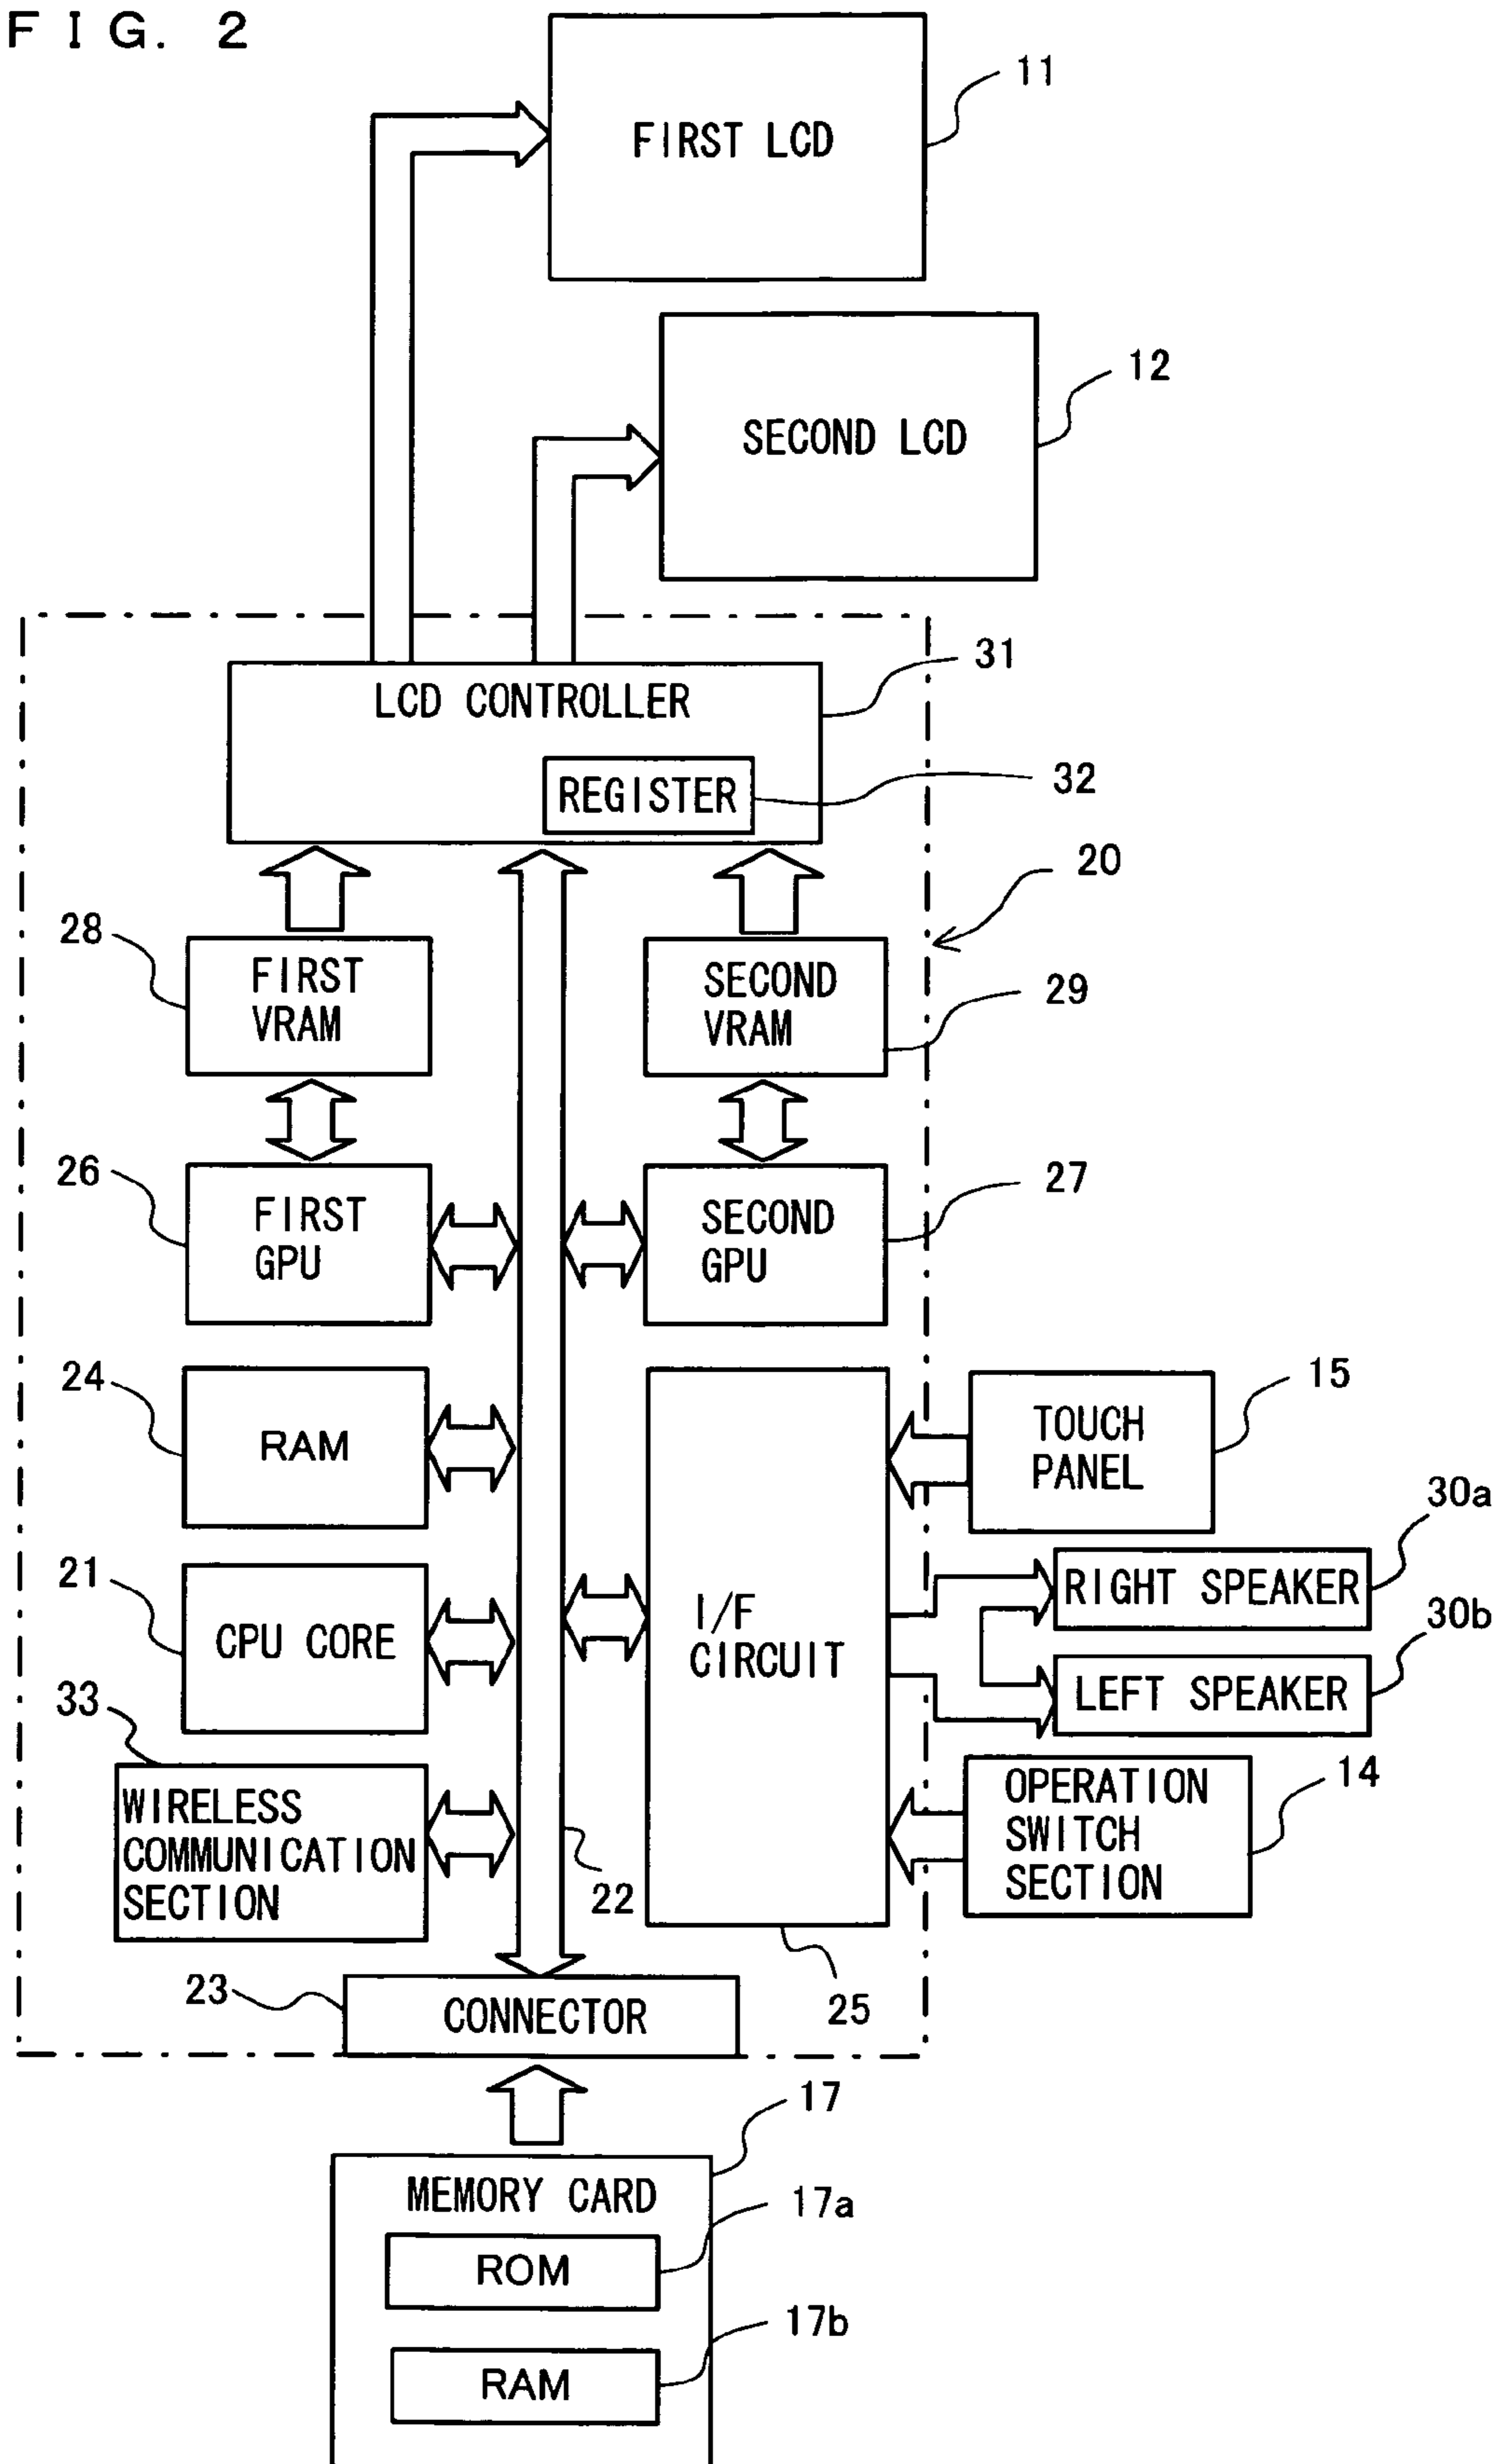 FIG. 2
11
FIRST LCD
12
SECOND LCD
31
LCD CONTROLLER
32
REGISTER
20
28
FIRST
VRAM
SECOND
VRAM
29
26
FIRST
GPU
SECOND
GPU
27
24
RAM
15
TOUCH
PANEL
30a
21
CPU CORE
I/F
CIRCUIT
RIGHT SPEAKER
30b
LEFT SPEAKER
33
WIRELESS
COMMUNICATION
SECTION
22
OPERATION
SWITCH
SECTION
14
23
CONNECTOR
25
17
MEMORY CARD
17a
ROM
17b
RAM